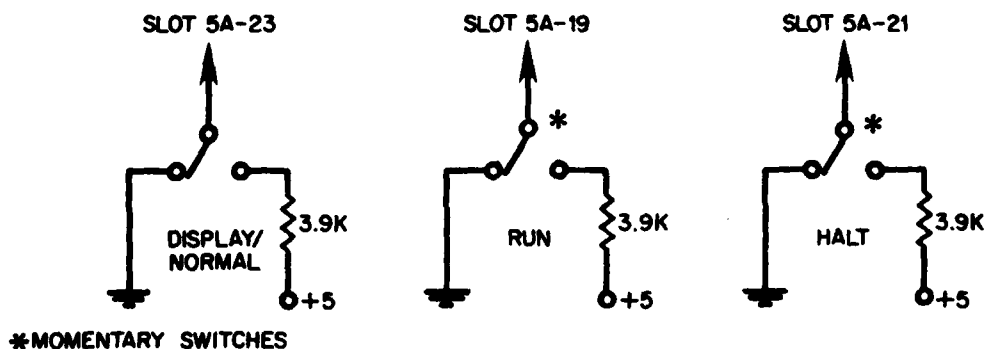 SLOT 5A-23 SLOT 5A-19 SLOT 5A-21
* *
3.9K 3.9K 3.9K
DISPLAY/ RUN HALT
NORMAL
+5 +5 +5
*MOMENTARY SWITCHES